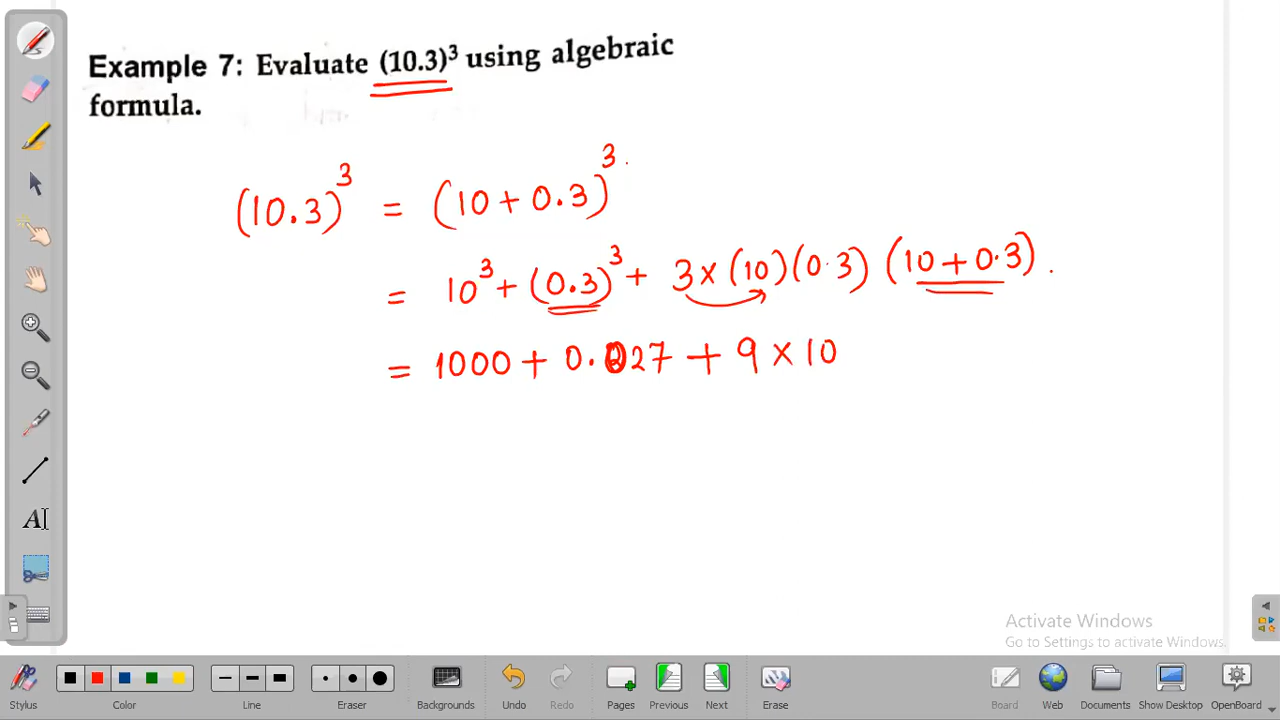 Example 7: Evaluate (10.3)³ using algebraic
formula.
(10.3)³ = (10 + 0.3)³.
= 10³ + (0.3)³ + 3 × (10)(0.3) (10 + 0.3).
= 1000 + 0.027 + 9 × 10
AI
Activate Windows
Go to Settings to activate Windows.
Stylus Color Line Eraser Backgrounds Undo Redo Pages Previous Next Erase Board Web Documents Show Desktop OpenBoard